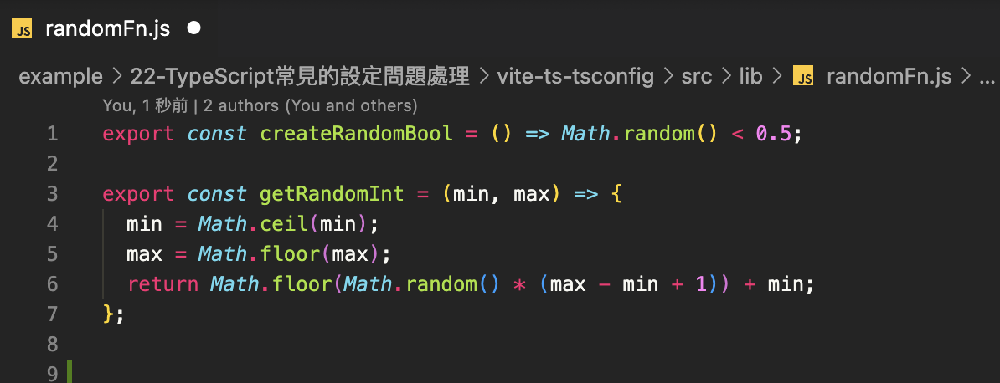 JS randomFn.js
example > 22-TypeScript常見的設定問題處理 > vite-ts-tsconfig > src > lib > JS randomFn.js > ...
You, 1 秒前 | 2 authors (You and others)
1 export const createRandomBool = () => Math.random() < 0.5;
2
3 export const getRandomInt = (min, max) => {
4   min = Math.ceil(min);
5   max = Math.floor(max);
6   return Math.floor(Math.random() * (max - min + 1)) + min;
7 };
8
9